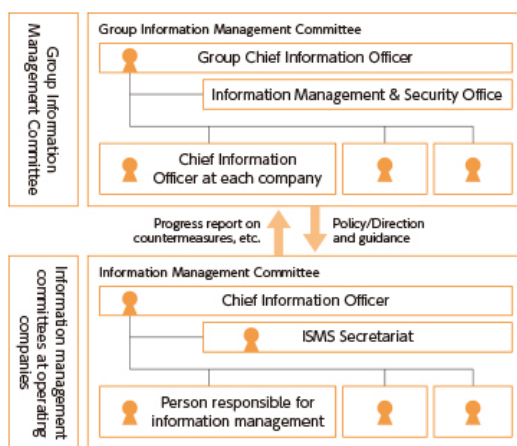 Group Information
Management Committee
Group Information Management Committee
Group Chief Information Officer
Information Management & Security Office
Chief Information
Officer at each company
Progress report on
countermeasures, etc.
Policy/Direction
and guidance
Information management
committees at operating
companies
Information Management Committee
Chief Information Officer
ISMS Secretariat
Person responsible for
information management